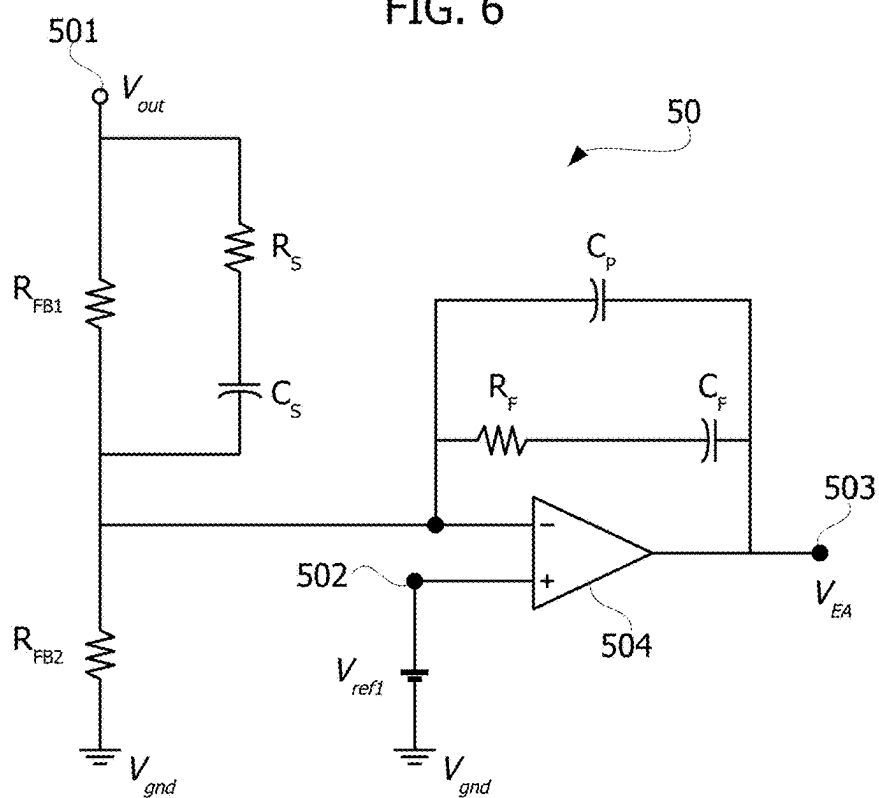 FIG. 6
501
Vout
50
RS
CP
RFB1
RF
CF
CS
503
−
502
+
VEA
504
RFB2
Vref1
Vgnd
Vgnd